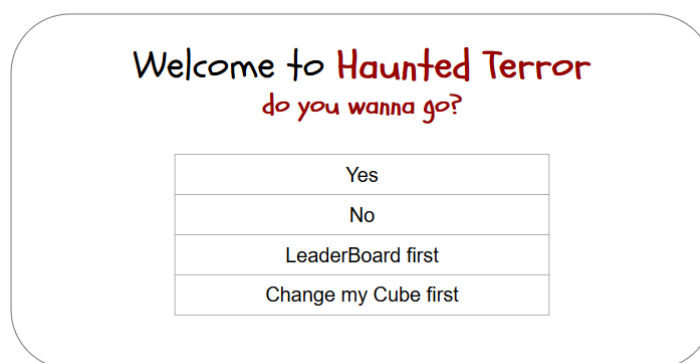 Welcome to Haunted Terror
do you wanna go?
Yes
No
LeaderBoard first
Change my Cube first